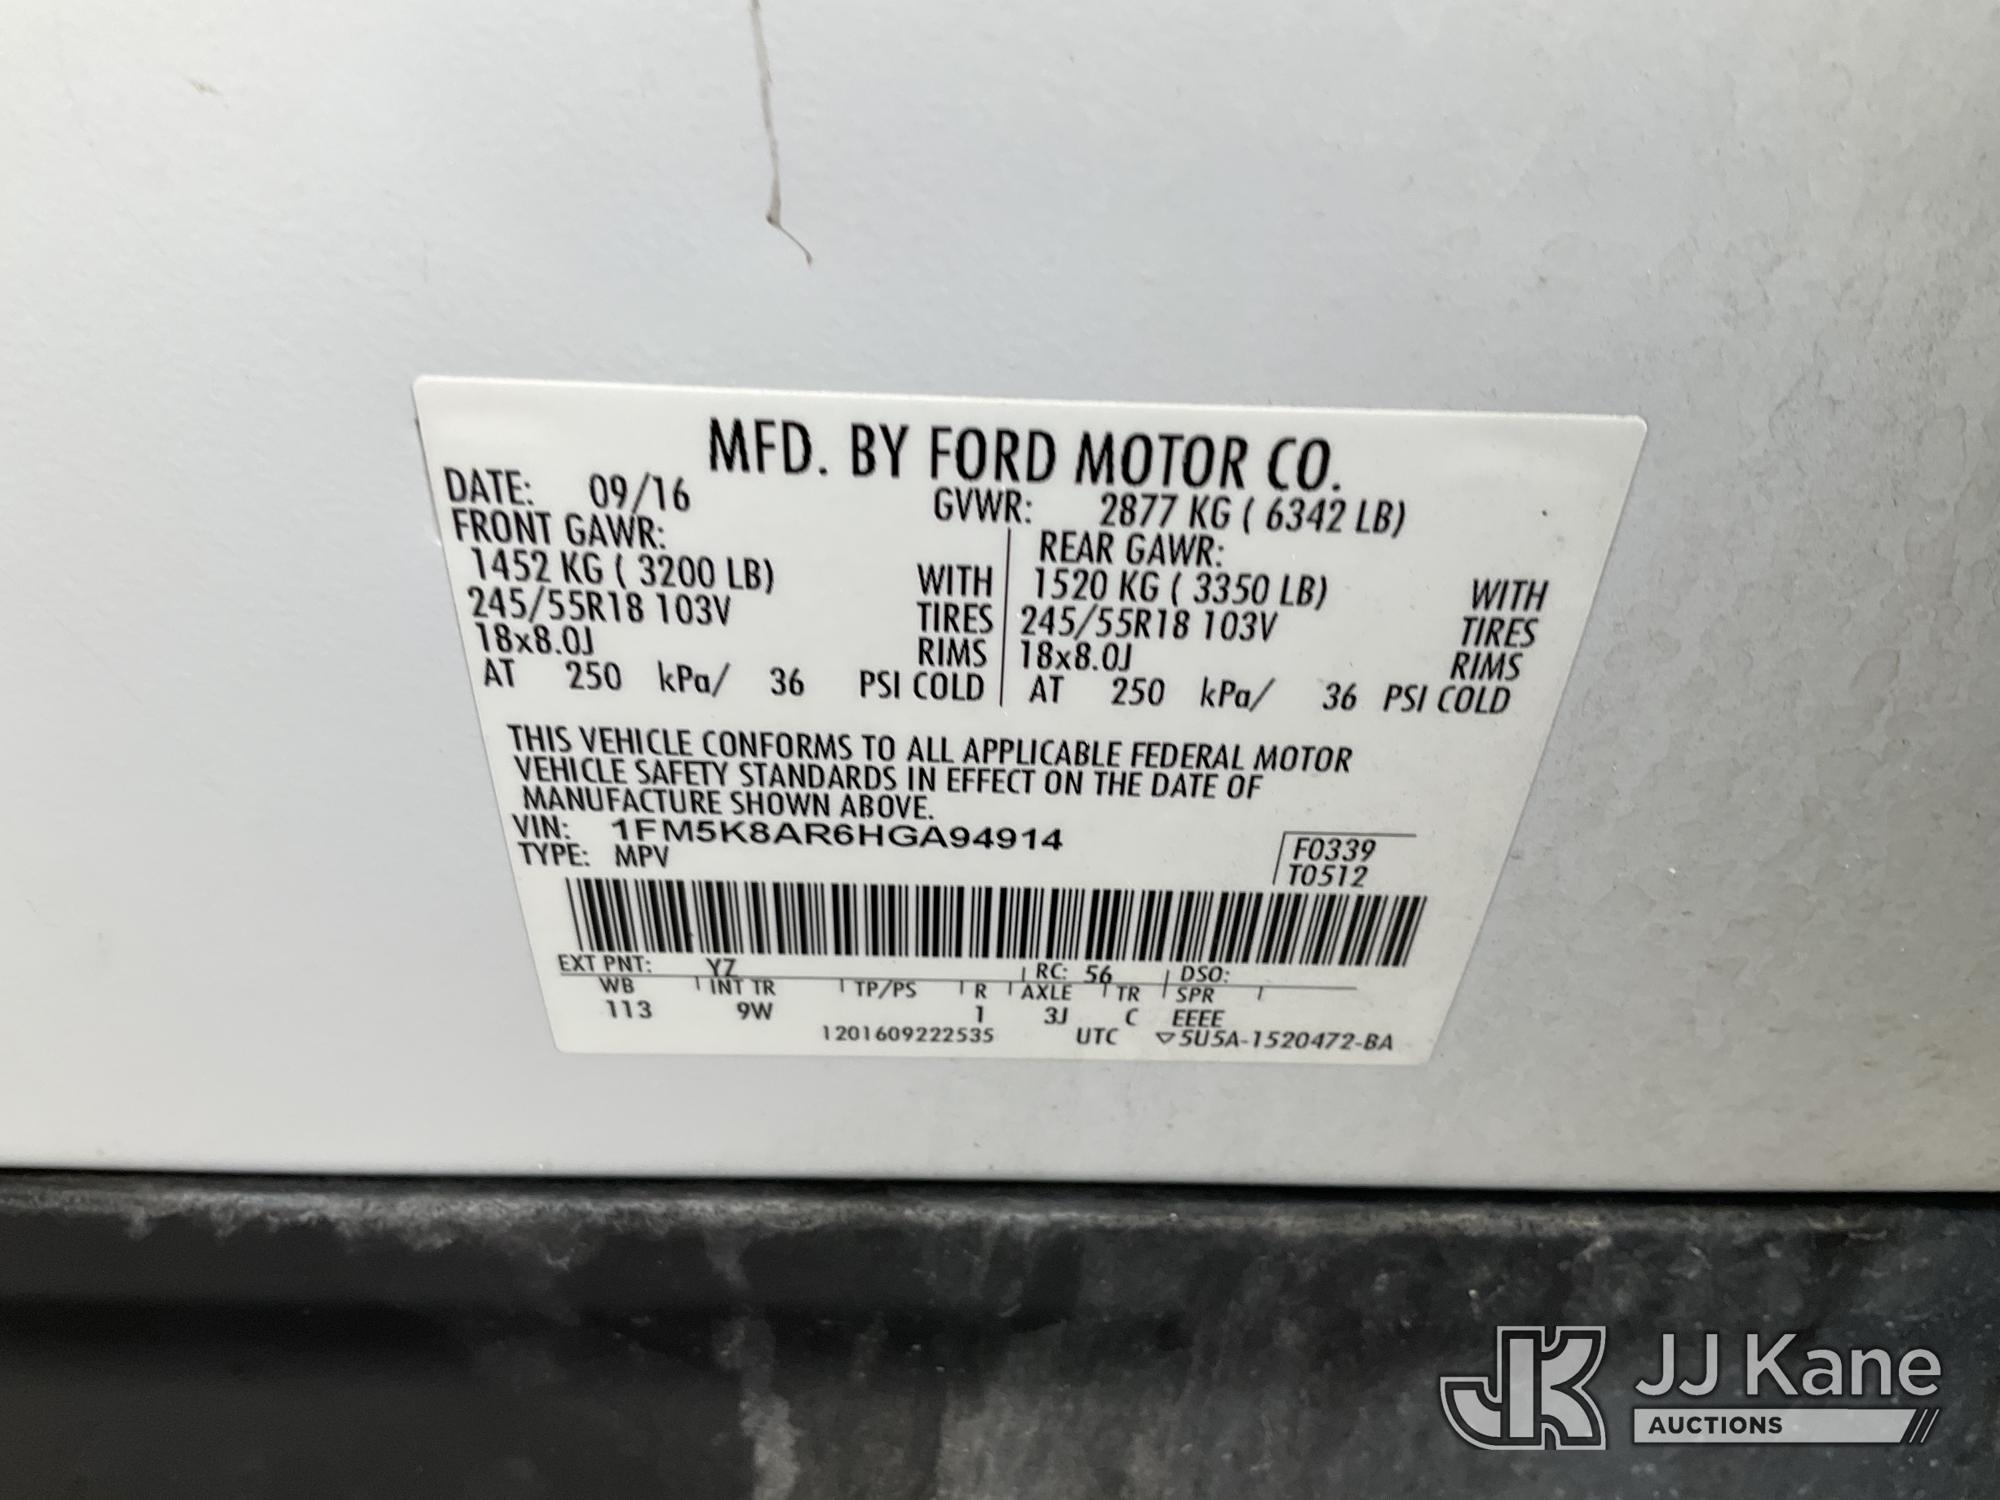 MFD. BY FORD MOTOR CO.
DATE: 09/16 GVWR: 2877 KG ( 6342 LB)
FRONT GAWR: REAR GAWR:
1452 KG ( 3200 LB) WITH 1520 KG ( 3350 LB) WITH
245/55R18 103V TIRES 245/55R18 103V TIRES
18x8.0J RIMS 18x8.0J RIMS
AT 250 kPa/ 36 PSI COLD AT 250 kPa/ 36 PSI COLD
THIS VEHICLE CONFORMS TO ALL APPLICABLE FEDERAL MOTOR
VEHICLE SAFETY STANDARDS IN EFFECT ON THE DATE OF
MANUFACTURE SHOWN ABOVE.
VIN: 1FM5K8AR6HGA94914
TYPE: MPV
F0339
T0512
EXT PNT: YZ RC: 56 DSO:
WB INT TR TP/PS R AXLE TR SPR
113 9W 1 3J C EEEE
1201609222535 UTC ▽5U5A-1520472-BA
JK JJ Kane
AUCTIONS